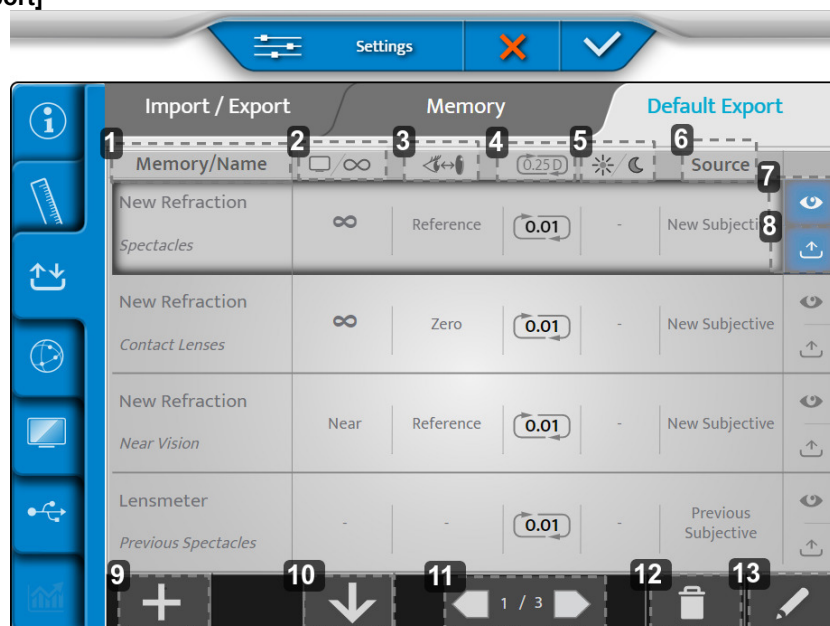 ort]
Settings
Import / Export Memory Default Export
1 2 3 4 5 6
Memory/Name 0.25 D Source
7
New Refraction
Spectacles
∞ Reference 0.01 - New Subjecti
8
New Refraction
Contact Lenses
∞ Zero 0.01 - New Subjective
New Refraction
Near Vision
Near Reference 0.01 - New Subjective
Lensmeter
Previous Spectacles
- - 0.01 - Previous
Subjective
9 10 11 12 13
1 / 3